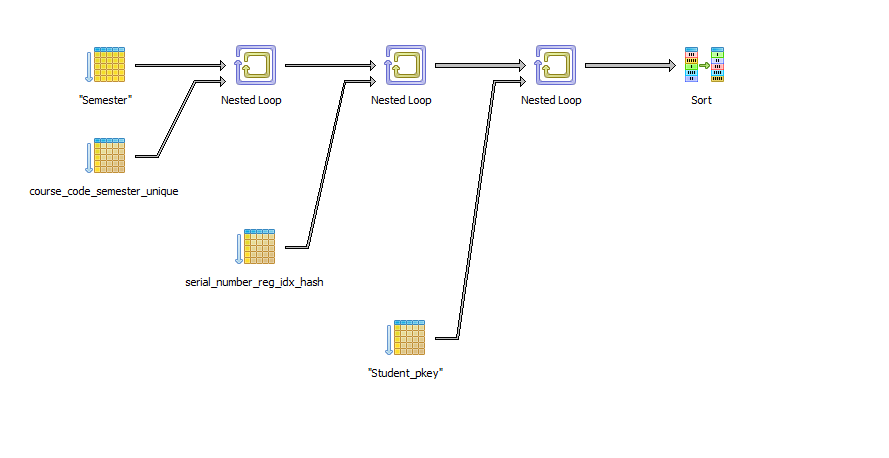 "Semester"
Nested Loop
Nested Loop
Nested Loop
Sort
course_code_semester_unique
serial_number_reg_idx_hash
"Student_pkey"